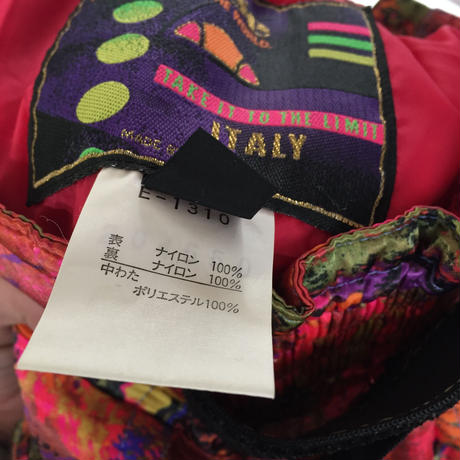 TAKE IT TO THE LIMIT
MADE
ITALY
E-1310
表 ナイロン 100%
裏 ナイロン 100%
中わた
ポリエステル100%